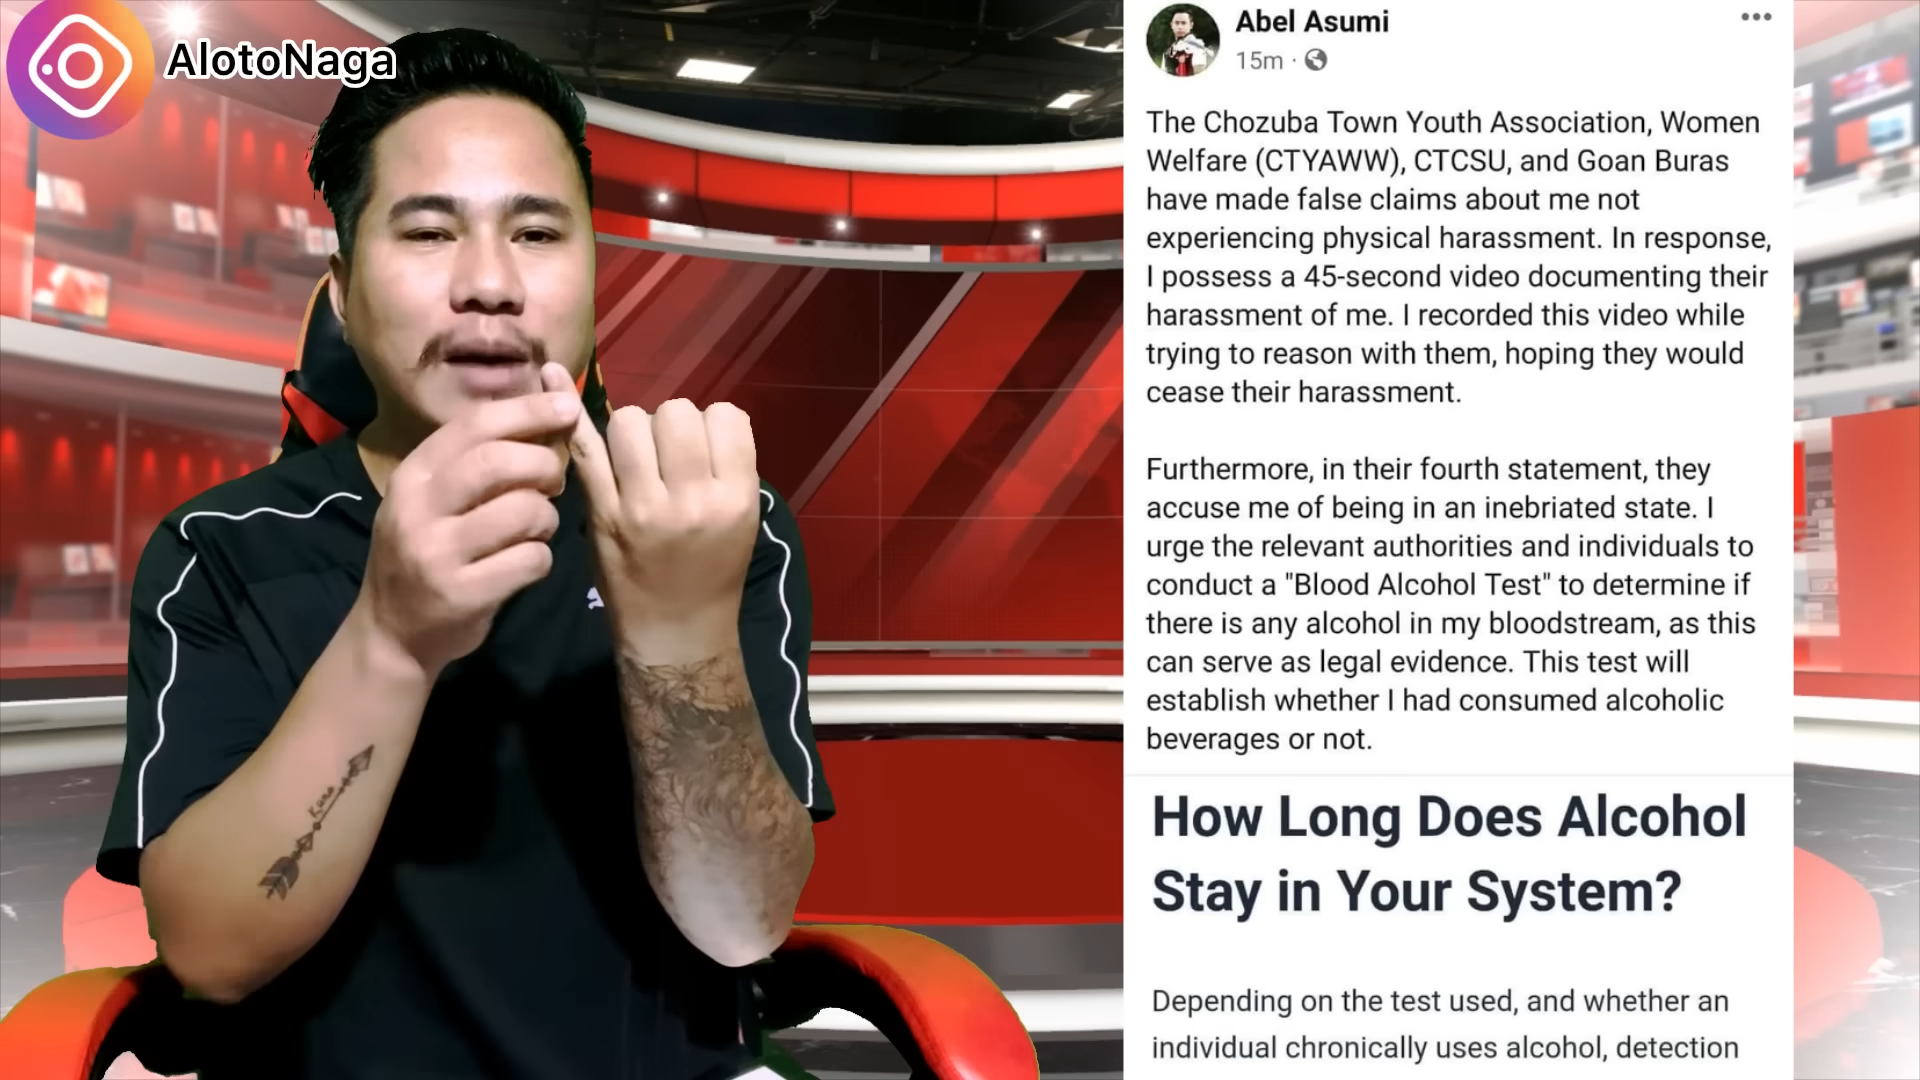 AlotoNaga
Abel Asumi
15m ·
The Chozuba Town Youth Association, Women
Welfare (CTYAWW), CTCSU, and Goan Buras
have made false claims about me not
experiencing physical harassment. In response,
I possess a 45-second video documenting their
harassment of me. I recorded this video while
trying to reason with them, hoping they would
cease their harassment.
Furthermore, in their fourth statement, they
accuse me of being in an inebriated state. I
urge the relevant authorities and individuals to
conduct a "Blood Alcohol Test" to determine if
there is any alcohol in my bloodstream, as this
can serve as legal evidence. This test will
establish whether I had consumed alcoholic
beverages or not.
How Long Does Alcohol
Stay in Your System?
Depending on the test used, and whether an
individual chronically uses alcohol, detection